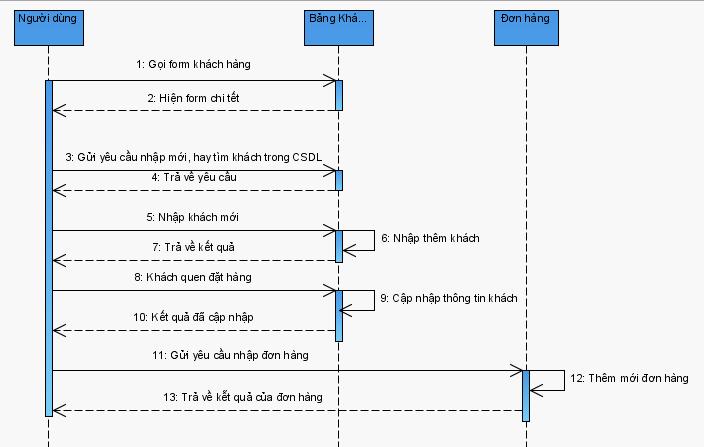 Người dùng
Bảng Khá...
Đơn hàng
1: Gọi form khách hàng
2: Hiện form chi tết
3: Gửi yêu cầu nhập mới, hay tìm khách trong CSDL
4: Trả về yêu cầu
5: Nhập khách mới
6: Nhập thêm khách
7: Trả về kết quả
8: Khách quen đặt hàng
9: Cập nhập thông tin khách
10: Kết quả đã cập nhập
11: Gửi yêu cầu nhập đơn hàng
12: Thêm mới đơn hàng
13: Trả về kết quả của đơn hàng